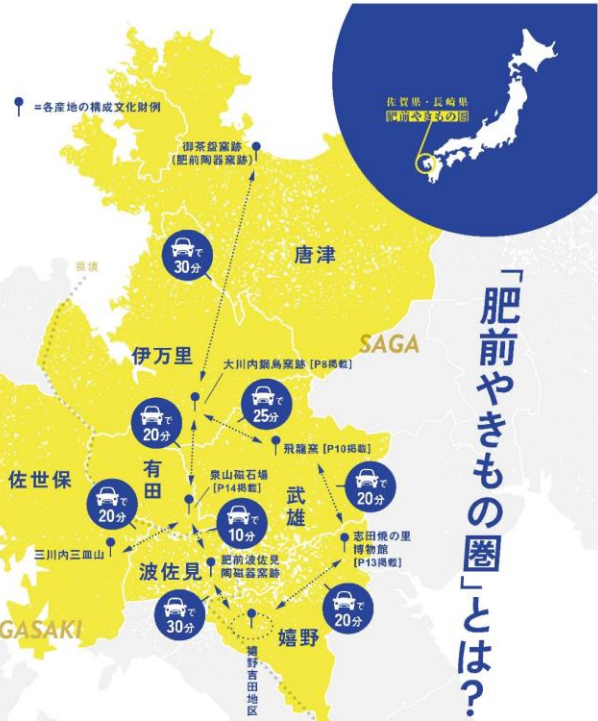 =各産地の構成文化財例
佐賀県・長崎県
肥前やきもの圏
御茶盌窯跡
(肥前陶器窯跡)
唐津
車で
30分
県境
「肥前やきもの圏」とは?
SAGA
伊万里
大川内鍋島窯跡 [P8掲載]
で
25分
で
20分
飛龍窯 [P10掲載]
有田
泉山磁石場
[P14掲載]
武雄
佐世保
で
20分
で
20分
で
10分
志田焼の里
博物館
[P13掲載]
三川内三皿山
波佐見
肥前波佐見
陶磁器窯跡
で
30分
で
20分
嬉野
GASAKI
嬉野吉田地区